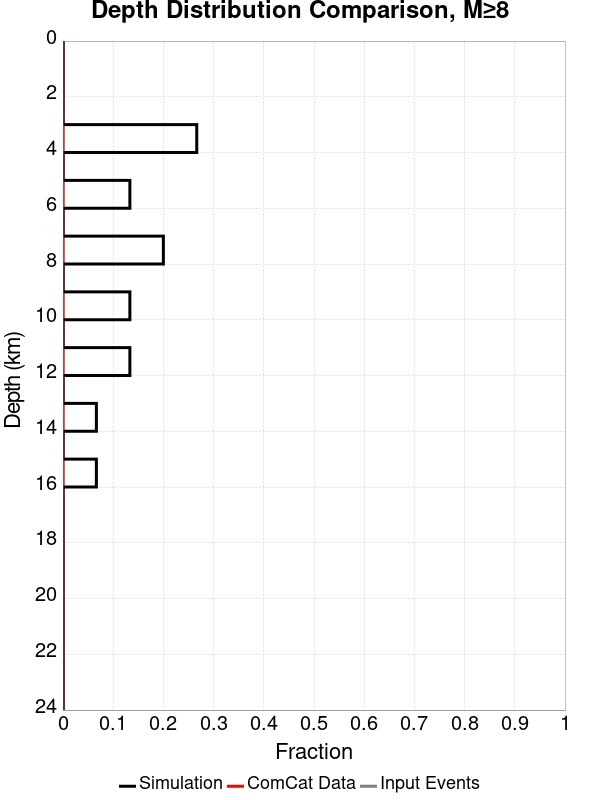 Depth Distribution Comparison, M≥8
0
2
4
6
8
10
12
14
16
18
20
22
24
Depth (km)
0 0.1 0.2 0.3 0.4 0.5 0.6 0.7 0.8 0.9 1
Fraction
Simulation ComCat Data Input Events